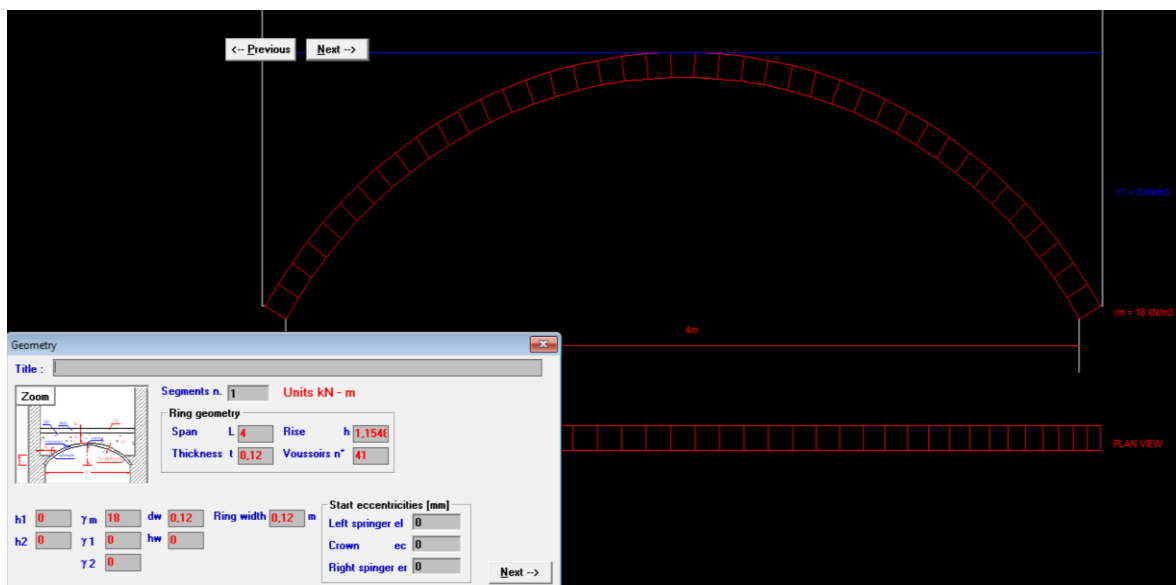 <-- Previous
Next -->
γ1 = 0 kN/m3
γm = 18 kN/m3
4m
PLAN VIEW
Geometry
Title :
Zoom
Segments n. 1
Units kN - m
Ring geometry
Span L 4 Rise h 1,1548
Thickness t 0,12 Voussoirs n° 41
h1 0 γm 18 dw 0,12 Ring width 0,12 m
h2 0 γ1 0 hw 0
γ2 0
Start eccentricities [mm]
Left springer el 0
Crown ec 0
Right spinger er 0
Next -->